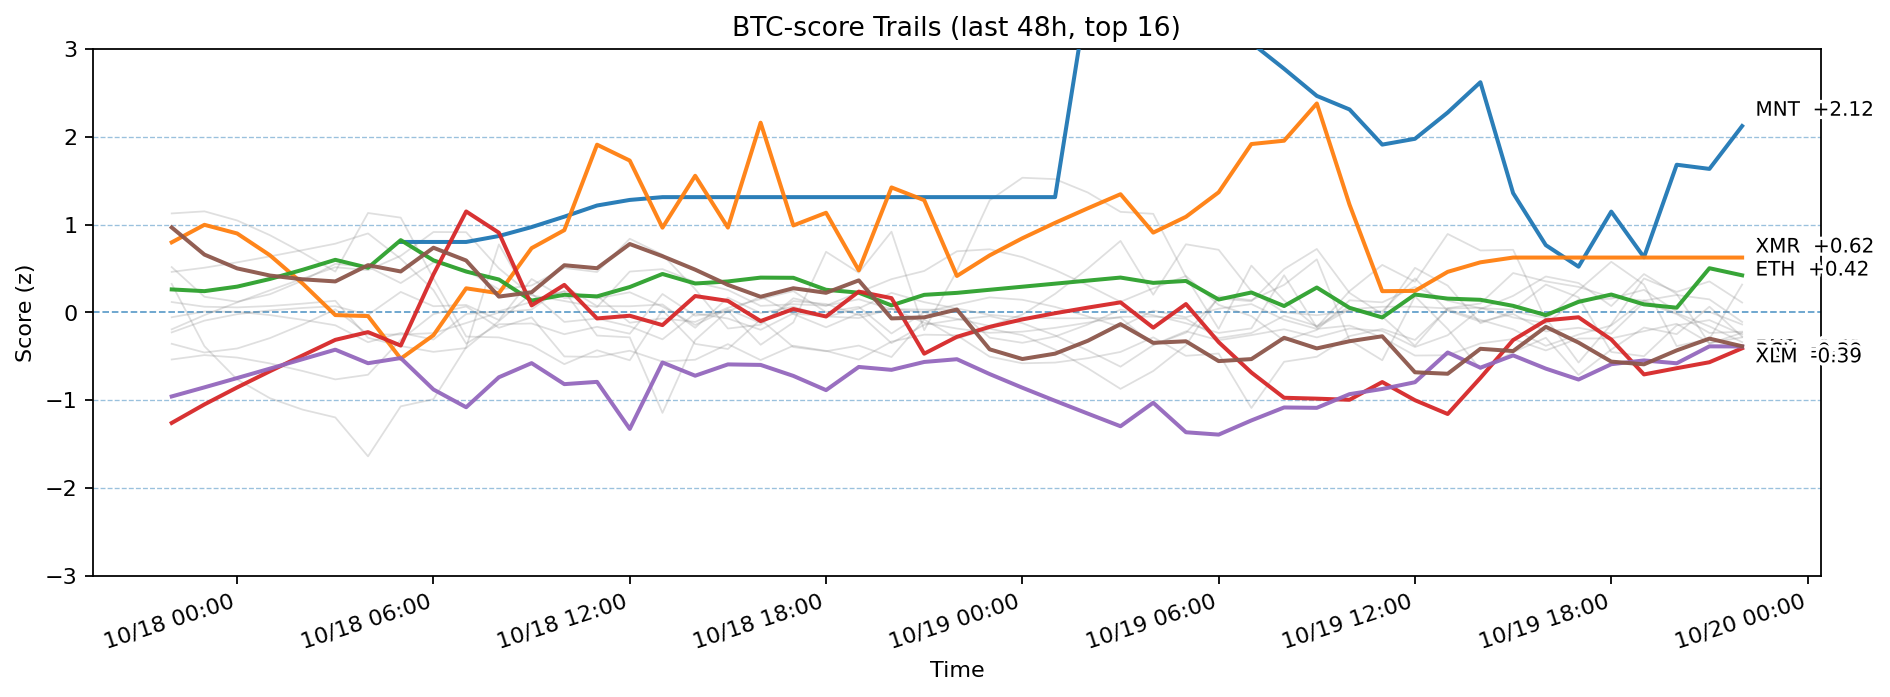 BTC-score Trails (last 48h, top 16)
Score (z)
3
2
1
0
−1
−2
−3
MNT +2.12
XMR +0.62
ETH +0.42
XLM -0.39
10/18 00:00
10/18 06:00
10/18 12:00
10/18 18:00
10/19 00:00
10/19 06:00
10/19 12:00
10/19 18:00
10/20 00:00
Time